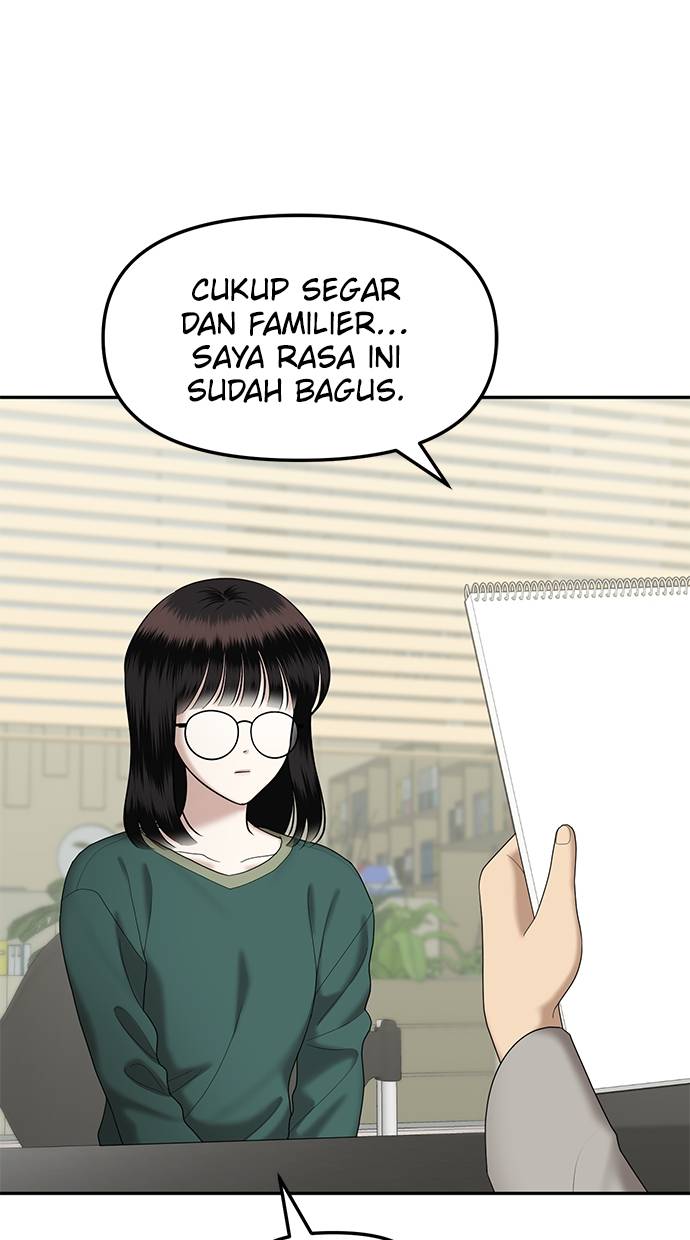 CUKUP SEGAR
DAN FAMILIER...
SAYA RASA INI
SUDAH BAGUS.